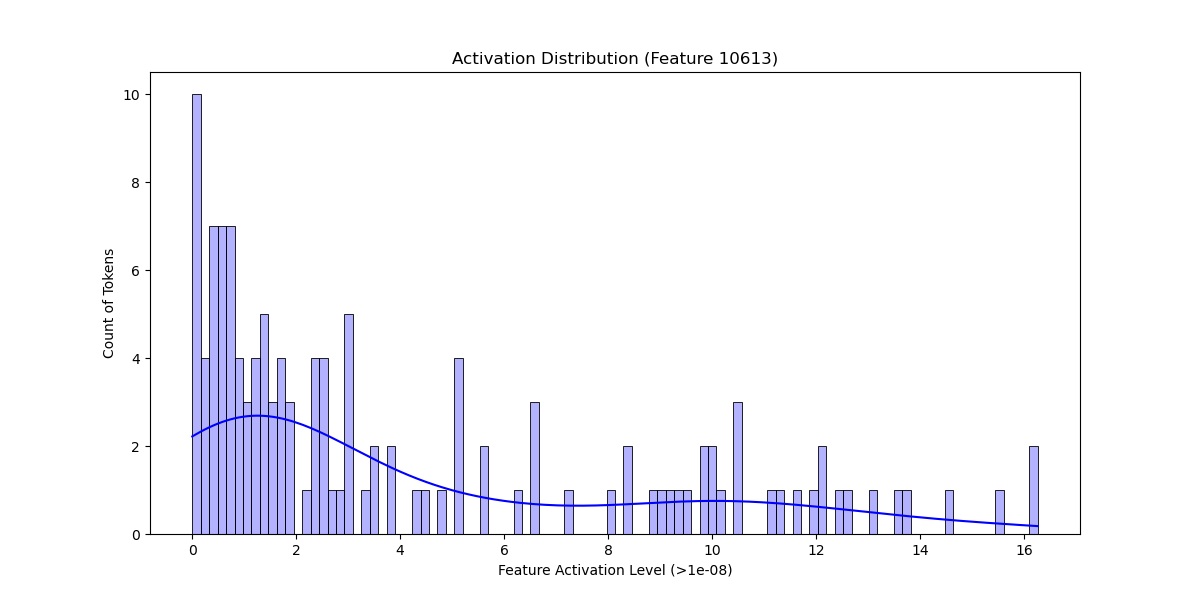 Activation Distribution (Feature 10613)
10
8
6
4
2
0
Count of Tokens
0 2 4 6 8 10 12 14 16
Feature Activation Level (>1e-08)